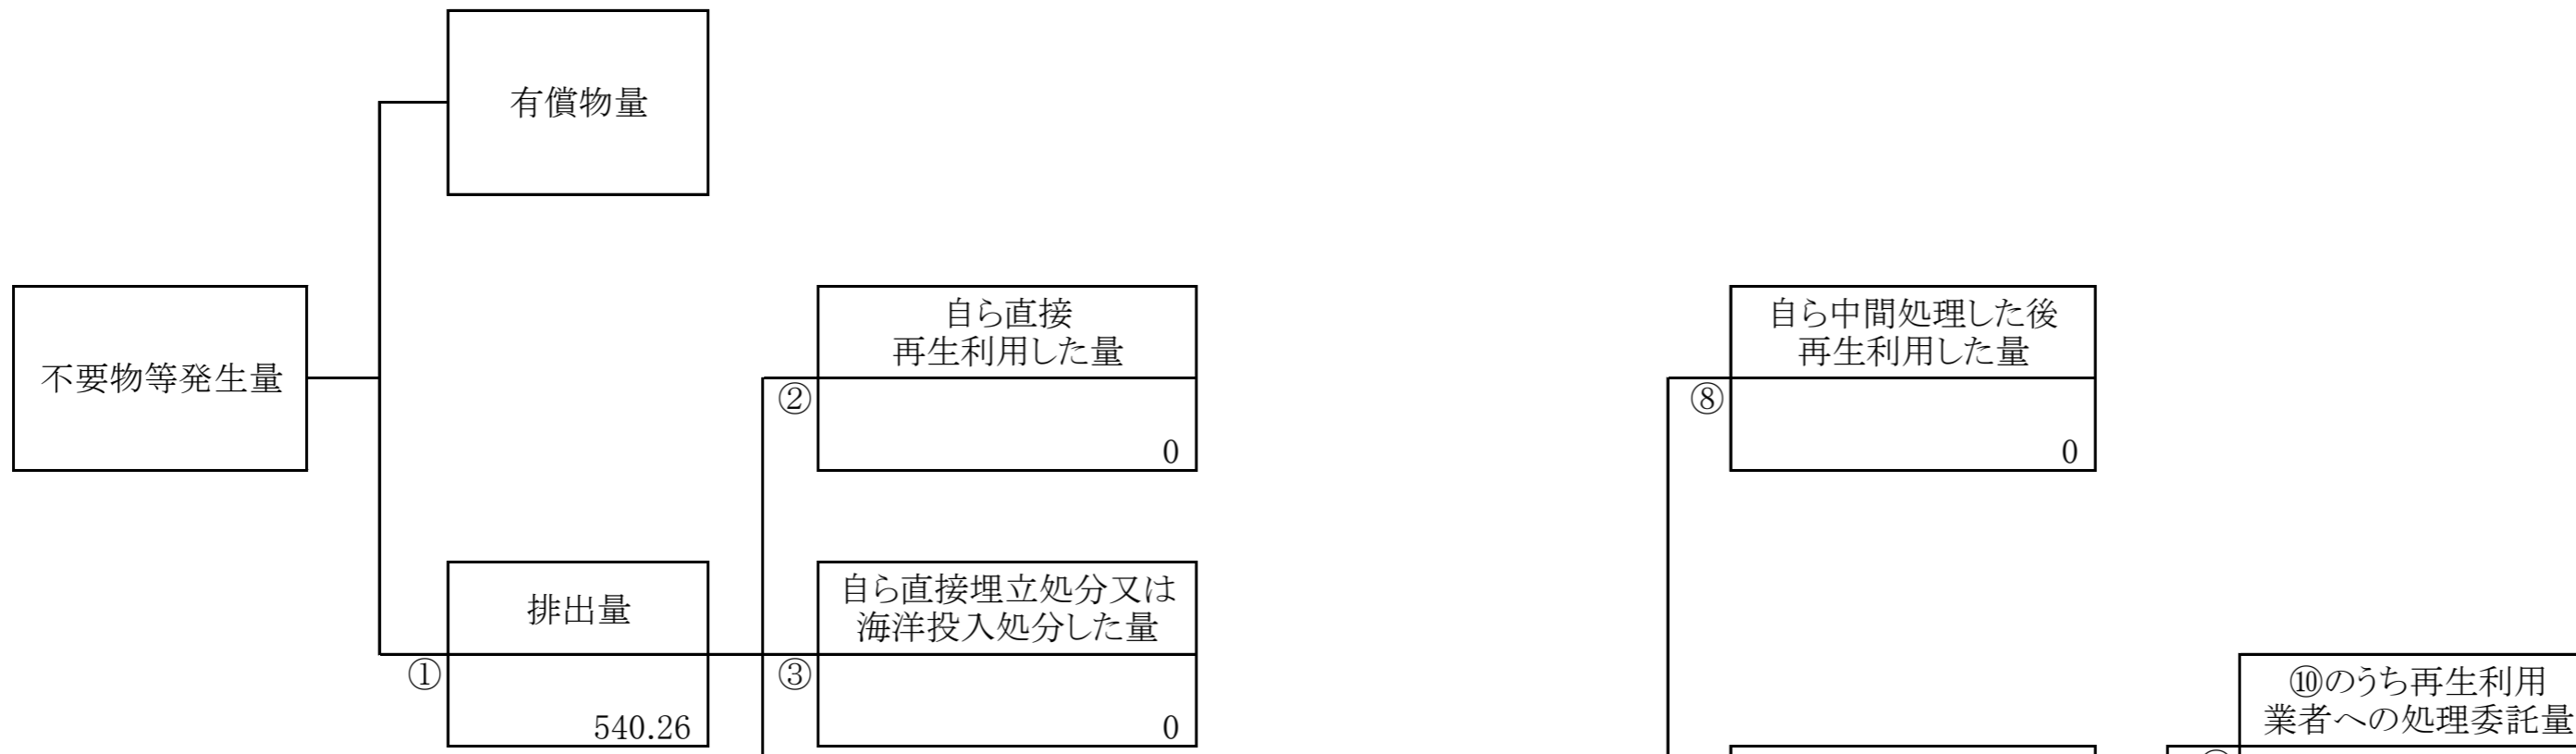 有償物量
不要物等発生量
自ら直接
再生利用した量
②
0
自ら中間処理した後
再生利用した量
⑧
0
排出量
①
540.26
自ら直接埋立処分又は
海洋投入処分した量
③
0
⑩のうち再生利用
業者への処理委託量